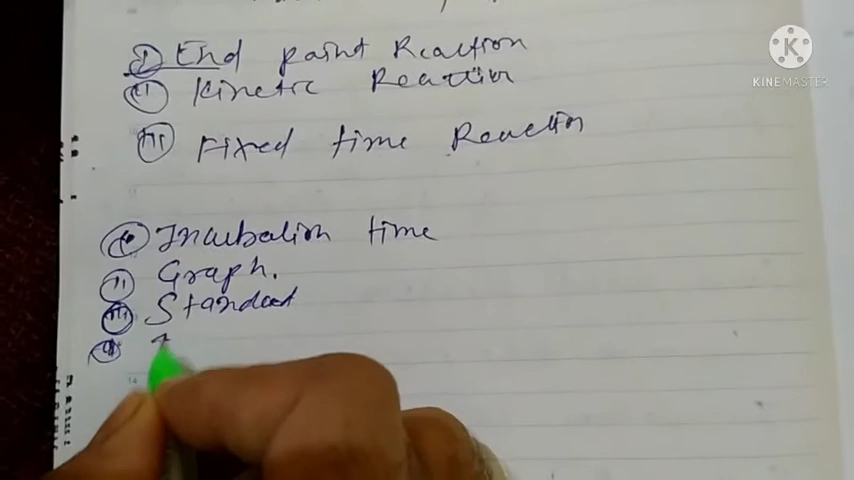 (I) End point Reaction
(II) Kinetic Reaction
(III) Fixed time Reaction
Incubation time
(II) Graph.
(III) Standard
K
KINEMASTER